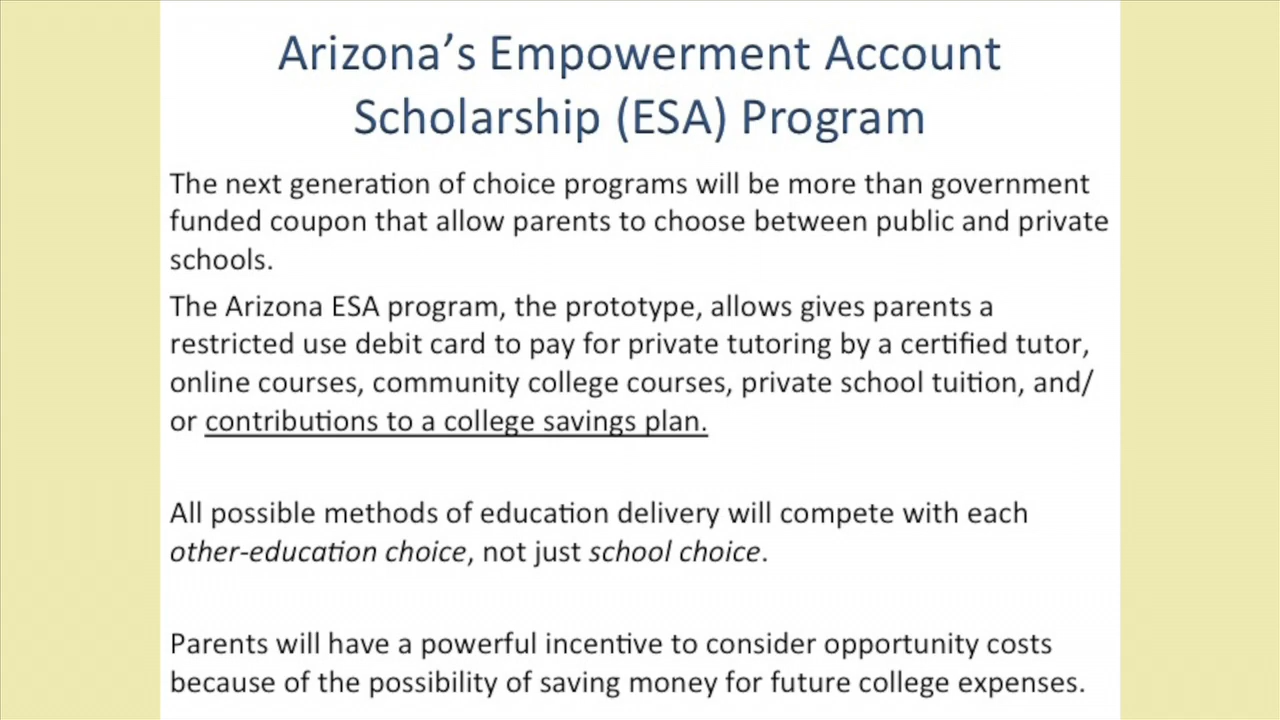 Arizona’s Empowerment Account
Scholarship (ESA) Program
The next generation of choice programs will be more than government
funded coupon that allow parents to choose between public and private
schools.
The Arizona ESA program, the prototype, allows gives parents a
restricted use debit card to pay for private tutoring by a certified tutor,
online courses, community college courses, private school tuition, and/
or contributions to a college savings plan.
All possible methods of education delivery will compete with each
other-education choice, not just school choice.
Parents will have a powerful incentive to consider opportunity costs
because of the possibility of saving money for future college expenses.